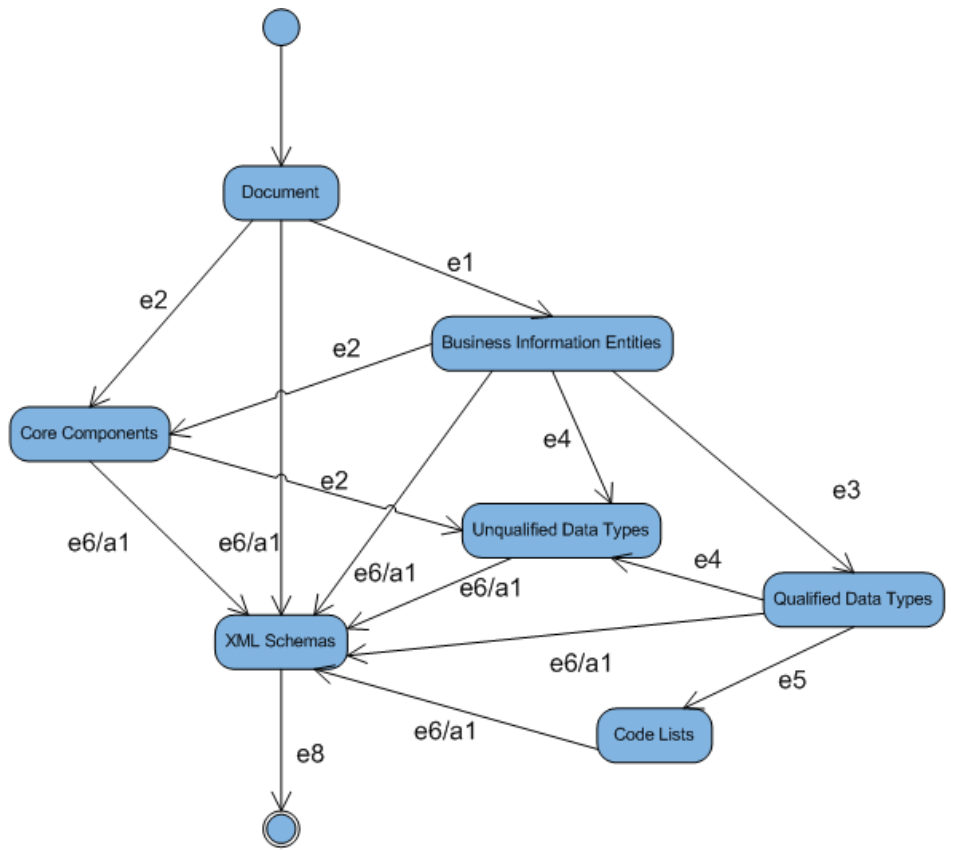 Document
e1
e2
Business Information Entities
e2
Core Components
e4
e2
e3
Unqualified Data Types
e6/a1
e6/a1
e4
e6/a1
e6/a1
Qualified Data Types
XML Schemas
e6/a1
e5
e6/a1
Code Lists
e8